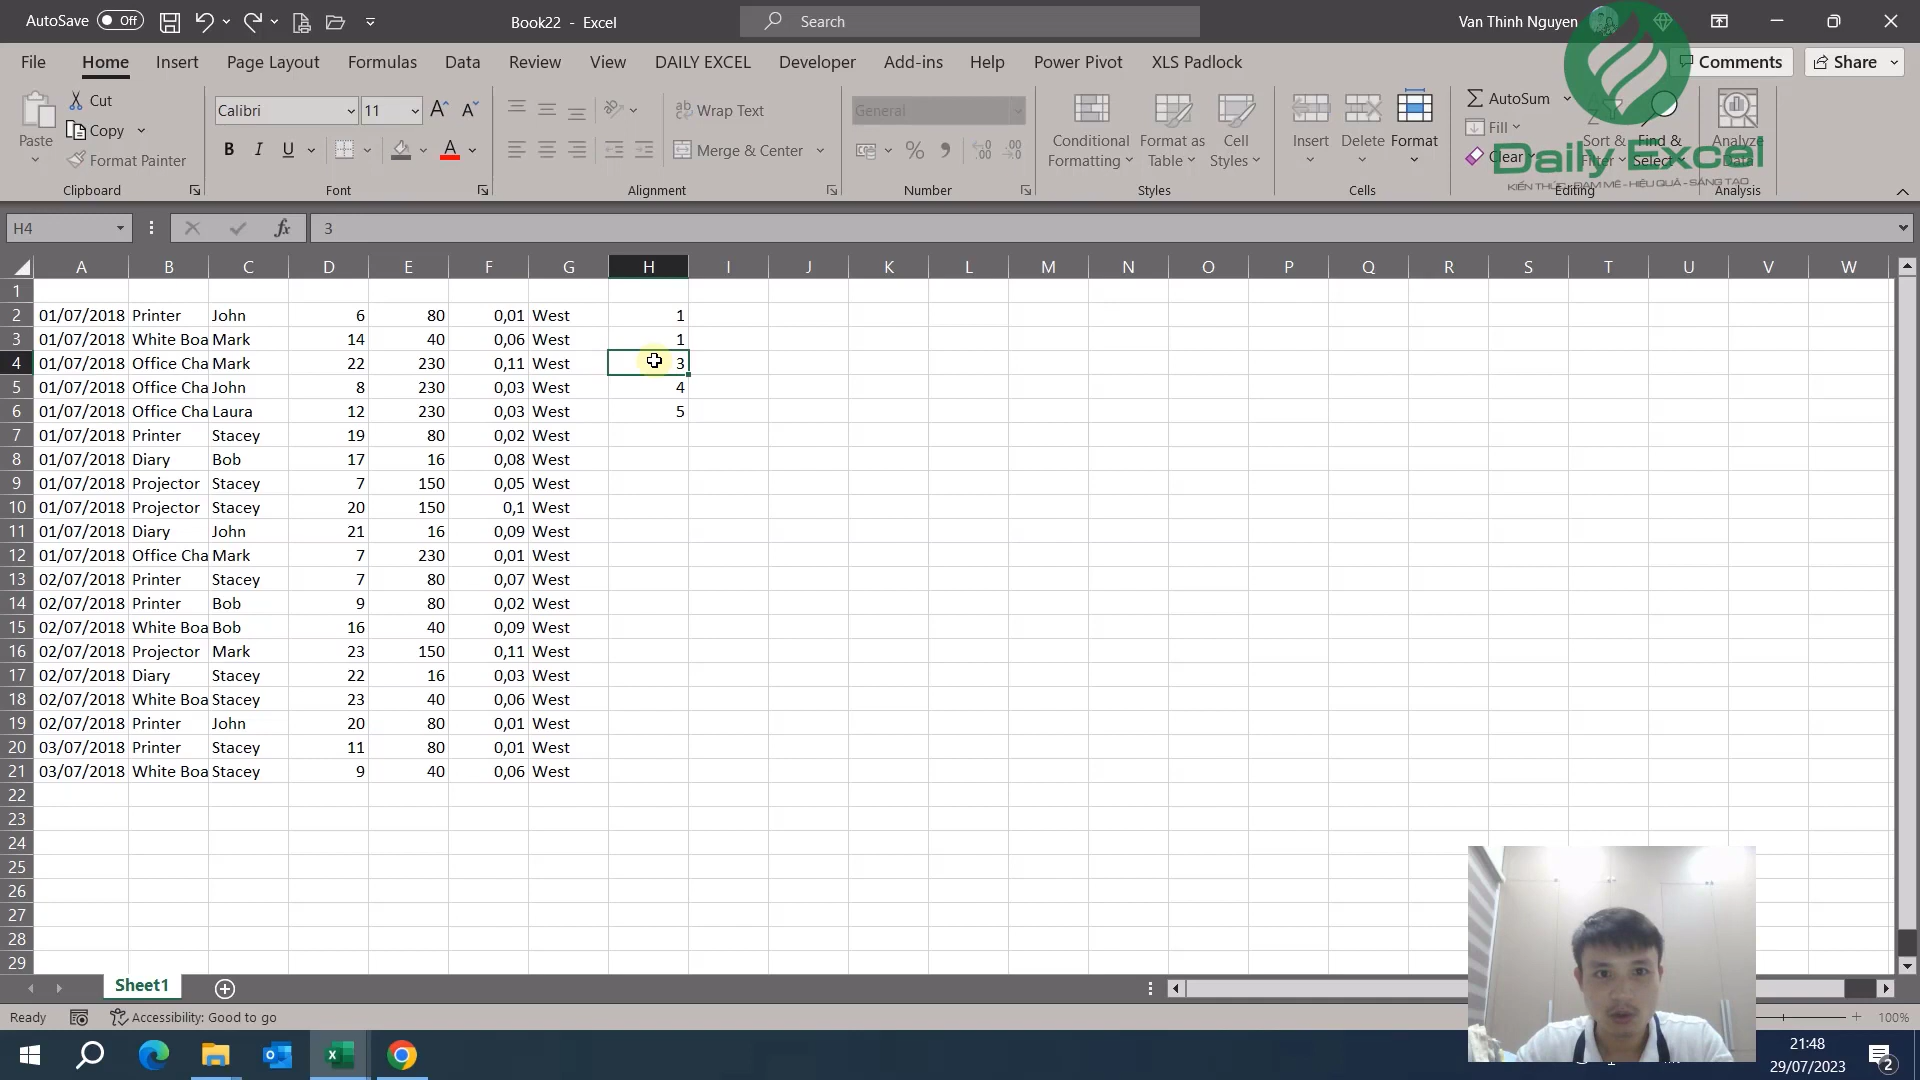 AutoSave Off Book22 - Excel Search Van Thinh Nguyen
File Home Insert Page Layout Formulas Data Review View DAILY EXCEL Developer Add-ins Help Power Pivot XLS Padlock Comments Share
Paste Cut Copy Format Painter Clipboard
Calibri 11 B I U A Font
Wrap Text Merge & Center Alignment
General % Number
Conditional Formatting Format as Table Cell Styles Styles
Insert Delete Format Cells
AutoSum Fill Clear Sort & Filter Find & Select Editing
Analyze Data Analysis
Daily Excel
KIẾN THỨC - ĐAM MÊ - HIỆU QUẢ - SÁNG TẠO
H4 fx 3
A B C D E F G H I J K L M N O P Q R S T U V W
1
2 01/07/2018 Printer John 6 80 0,01 West 1
3 01/07/2018 White Boa Mark 14 40 0,06 West 1
4 01/07/2018 Office Cha Mark 22 230 0,11 West 3
5 01/07/2018 Office Cha John 8 230 0,03 West 4
6 01/07/2018 Office Cha Laura 12 230 0,03 West 5
7 01/07/2018 Printer Stacey 19 80 0,02 West
8 01/07/2018 Diary Bob 17 16 0,08 West
9 01/07/2018 Projector Stacey 7 150 0,05 West
10 01/07/2018 Projector Stacey 20 150 0,1 West
11 01/07/2018 Diary John 21 16 0,09 West
12 01/07/2018 Office Cha Mark 7 230 0,01 West
13 02/07/2018 Printer Stacey 7 80 0,07 West
14 02/07/2018 Printer Bob 9 80 0,02 West
15 02/07/2018 White Boa Bob 16 40 0,09 West
16 02/07/2018 Projector Mark 23 150 0,11 West
17 02/07/2018 Diary Stacey 22 16 0,03 West
18 02/07/2018 White Boa Stacey 23 40 0,06 West
19 02/07/2018 Printer John 20 80 0,01 West
20 03/07/2018 Printer Stacey 11 80 0,01 West
21 03/07/2018 White Boa Stacey 9 40 0,06 West
22
23
24
25
26
27
28
29
Sheet1
Ready Accessibility: Good to go 100%
21:48
29/07/2023 2